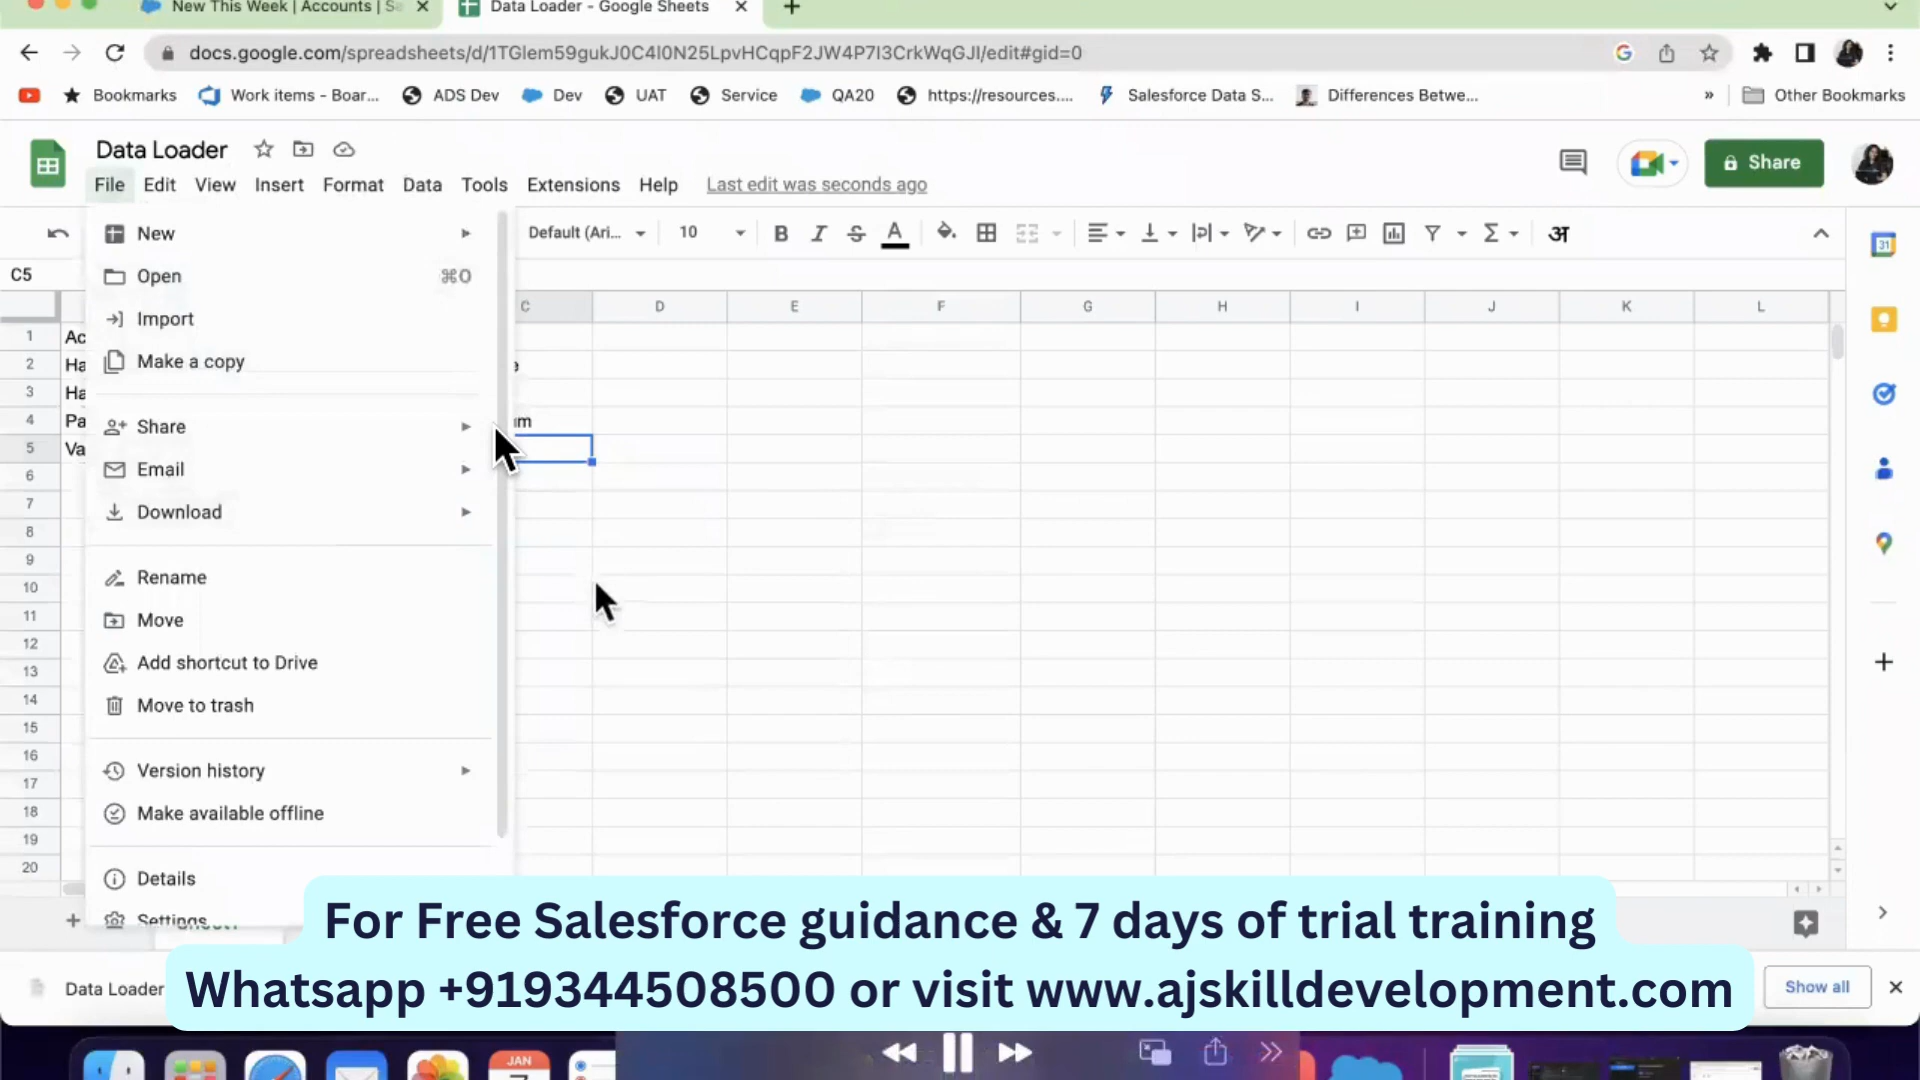 New This Week | Accounts | Sa
Data Loader - Google Sheets
docs.google.com/spreadsheets/d/1TGlem59gukJ0C4l0N25LpvHCqpF2JW4P7I3CrkWqGJI/edit#gid=0
Bookmarks
Work items - Boar...
ADS Dev
Dev
UAT
Service
QA20
https://resources....
Salesforce Data S...
Differences Betwe...
»
Other Bookmarks
Data Loader
Share
File Edit View Insert Format Data Tools Extensions Help Last edit was seconds ago
Default (Ari...
10
B I S A
अ
31
C5
C D E F G H I J K L
1 Ac
2 Ha e
3 Ha
4 Pa m
5 Va
6
7
8
9
10
11
12
13
14
15
16
17
18
19
20
New
Open ⌘O
Import
Make a copy
Share
Email
Download
Rename
Move
Add shortcut to Drive
Move to trash
Version history
Make available offline
Details
Settings
For Free Salesforce guidance & 7 days of trial training
Whatsapp +919344508500 or visit www.ajskilldevelopment.com
Data Loader
Show all
JAN